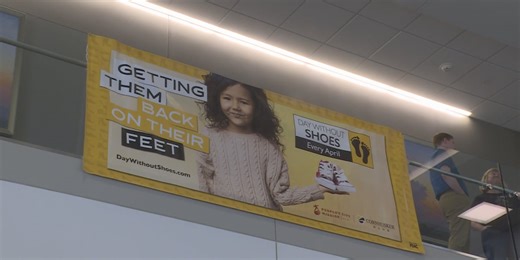 GETTING
THEM
BACK
ON THEIR
FEET
DayWithoutShoes.com
DAY WITHOUT
SHOES
Every April